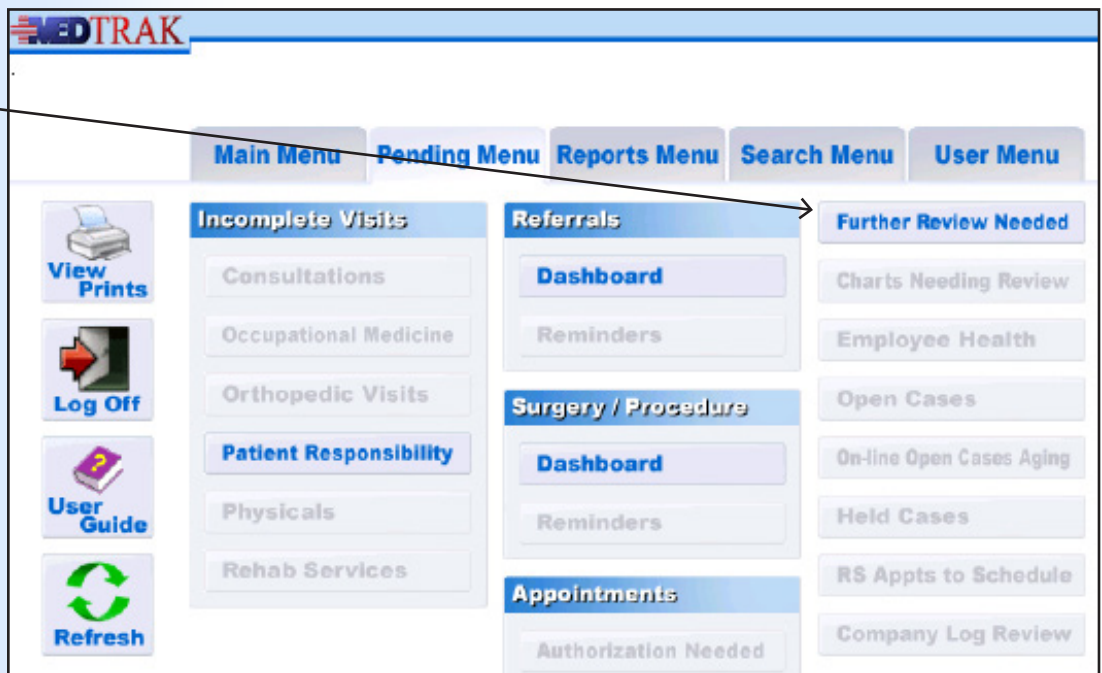 MEDTRAK
Main Menu
Pending Menu
Reports Menu
Search Menu
User Menu
View
Prints
Log Off
User
Guide
Refresh
Incomplete Visits
Consultations
Occupational Medicine
Orthopedic Visits
Patient Responsibility
Physicals
Rehab Services
Referrals
Dashboard
Reminders
Surgery / Procedure
Dashboard
Reminders
Appointments
Authorization Needed
Further Review Needed
Charts Needing Review
Employee Health
Open Cases
On-line Open Cases Aging
Held Cases
RS Appts to Schedule
Company Log Review